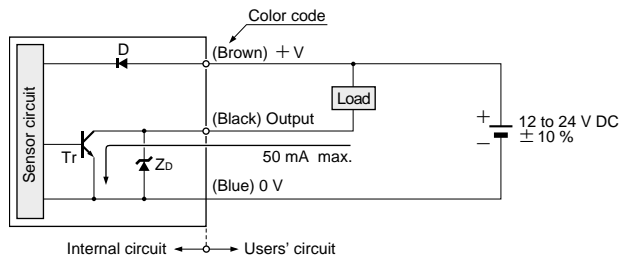 Color code
D
(Brown) +V
Sensor circuit
Load
(Black) Output
+
12 to 24 V DC
± 10 %
−
Tr
ZD
50 mA max.
(Blue) 0 V
Internal circuit
Users' circuit